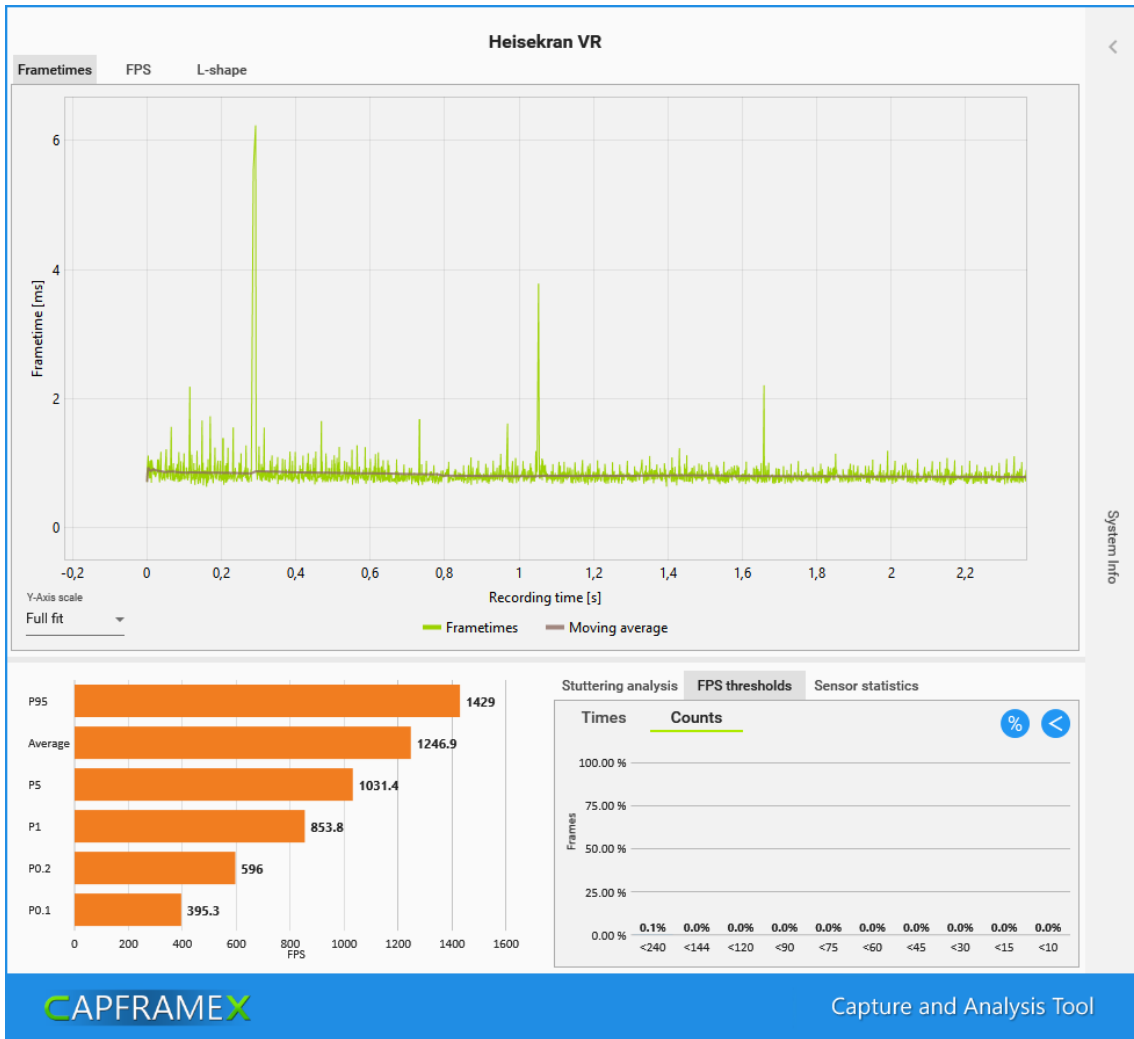 Heisekran VR
Frametimes FPS L-shape
6
4
2
0
Frametime [ms]
-0,2 0 0,2 0,4 0,6 0,8 1 1,2 1,4 1,6 1,8 2 2,2
Recording time [s]
Y-Axis scale
Full fit
Frametimes Moving average
System Info
P95 1429
Average 1246.9
P5 1031.4
P1 853.8
P0.2 596
P0.1 395.3
0 200 400 600 800 1000 1200 1400 1600
FPS
Stuttering analysis FPS thresholds Sensor statistics
Times Counts % <
100.00 %
75.00 %
50.00 %
25.00 %
0.00 %
Frames
0.1% 0.0% 0.0% 0.0% 0.0% 0.0% 0.0% 0.0% 0.0% 0.0%
<240 <144 <120 <90 <75 <60 <45 <30 <15 <10
CAPFRAMEX
Capture and Analysis Tool